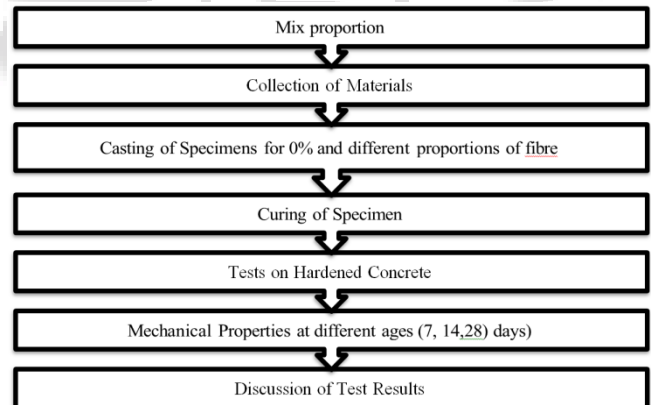 Mix proportion
Collection of Materials
Casting of Specimens for 0% and different proportions of fibre
Curing of Specimen
Tests on Hardened Concrete
Mechanical Properties at different ages (7, 14,28) days)
Discussion of Test Results